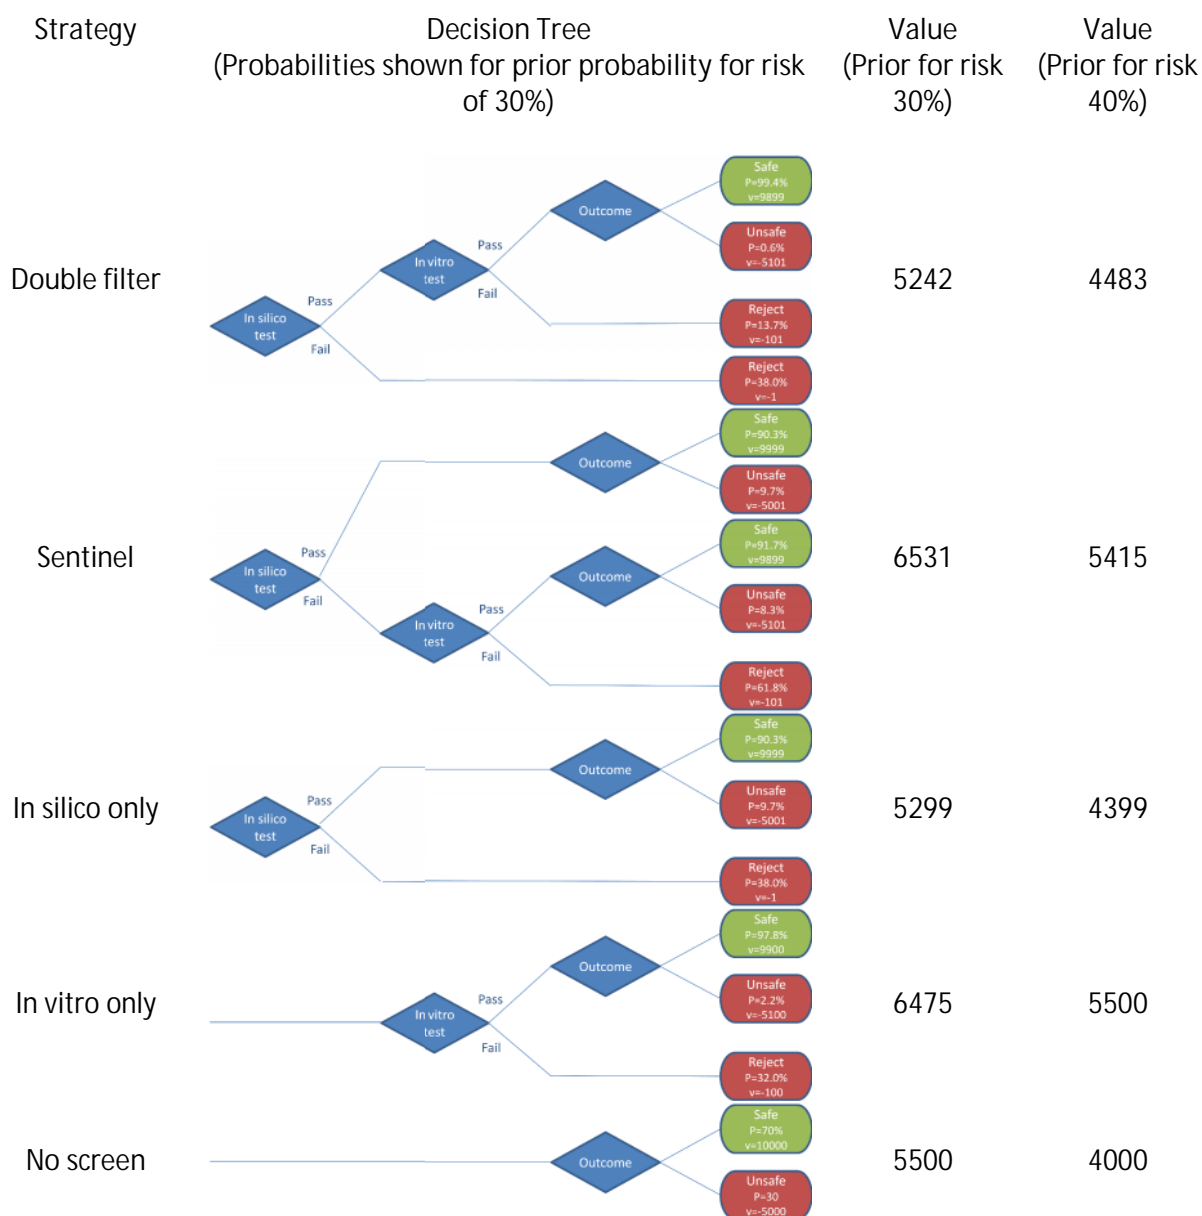 Strategy
Decision Tree
(Probabilities shown for prior probability for risk
of 30%)
Value
(Prior for risk
30%)
Value
(Prior for risk
40%)
Double filter
In silico
test
Pass
Fail
In vitro
test
Pass
Fail
Outcome
Safe
P=99.4%
v=9899
Unsafe
P=0.6%
v=-5101
Reject
P=13.7%
v=-101
Reject
P=38.0%
v=-1
5242
4483
Sentinel
In silico
test
Pass
Fail
Outcome
Safe
P=90.3%
v=9999
Unsafe
P=9.7%
v=-5001
In vitro
test
Pass
Fail
Outcome
Safe
P=91.7%
v=9899
Unsafe
P=8.3%
v=-5101
Reject
P=61.8%
v=-101
6531
5415
In silico only
In silico
test
Pass
Fail
Outcome
Safe
P=90.3%
v=9999
Unsafe
P=9.7%
v=-5001
Reject
P=38.0%
v=-1
5299
4399
In vitro only
In vitro
test
Pass
Fail
Outcome
Safe
P=97.8%
v=9900
Unsafe
P=2.2%
v=-5100
Reject
P=32.0%
v=-100
6475
5500
No screen
Outcome
Safe
P=70%
v=10000
Unsafe
P=30
v=-5000
5500
4000